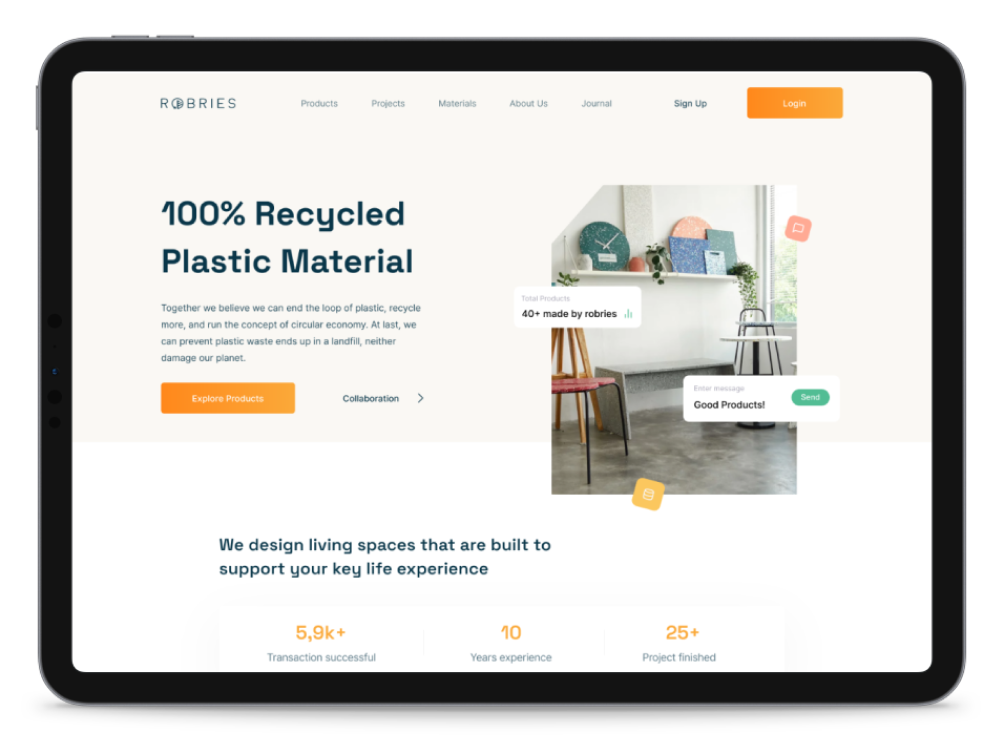 ROBRIES
Products
Projects
Materials
About Us
Journal
Sign Up
Login
100% Recycled
Plastic Material
Together we believe we can end the loop of plastic, recycle
more, and run the concept of circular economy. At last, we
can prevent plastic waste ends up in a landfill, neither
damage our planet.
Explore Products
Collaboration
Total Products
40+ made by robries
Enter message
Good Products!
Send
We design living spaces that are built to
support your key life experience
5,9k+
Transaction successful
10
Years experience
25+
Project finished